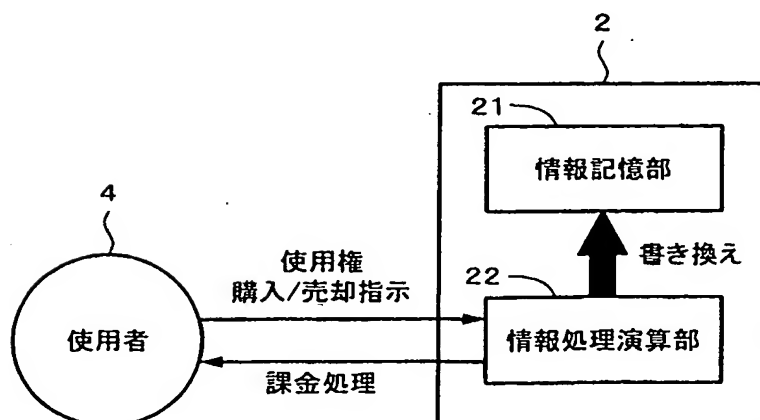 2
21
情報記憶部
4
使用権
購入/売却指示
書き換え
22
使用者
情報処理演算部
課金処理